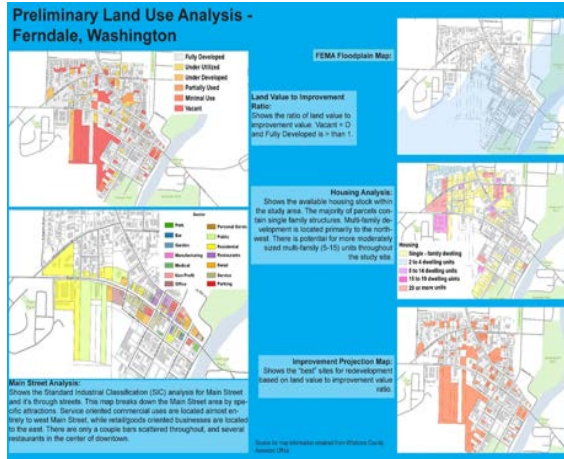 Preliminary Land Use Analysis -
Ferndale, Washington
Fully Developed
Under Utilized
Under Developed
Partially Used
Minimal Use
Vacant
FEMA Floodplain Map:
Land Value to Improvement
Ratio:
Shows the ratio of land value to
improvement value. Vacant = O
and Fully Developed is > than 1.
Housing Analysis:
Shows the available housing stock within
the study area. The majority of parcels con-
tain single family structures. Multi-family de-
velopment is located primarily to the north-
west. There is potential for more moderately
sized multi-family (5-15) units throughout
the study site.
Housing
Single - family dwelling
2 to 4 dwelling units
5 to 14 dwelling units
15 to 19 dwelling units
20 or more units
Park
Bar
Garden
Manufacturing
Medical
Non Profit
Office
Personal Service
Public
Residential
Restaurants
Retail
Service
Parking
Improvement Projection Map:
Shows the "best" sites for redevelopment
based on land value to improvement value
ratio.
Main Street Analysis:
Shows the Standard Industrial Classification (SIC) analysis for Main Street
and it's through streets. This map breaks down the Main Street area by spe-
cific attractions. Service oriented commercial uses are located almost en-
tirely to west Main Street, while retail/goods oriented businesses are located
to the east. There are only a couple bars scattered throughout, and several
restaurants in the center of downtown.
Source for map information obtained from Whatcom County
Assessors Office